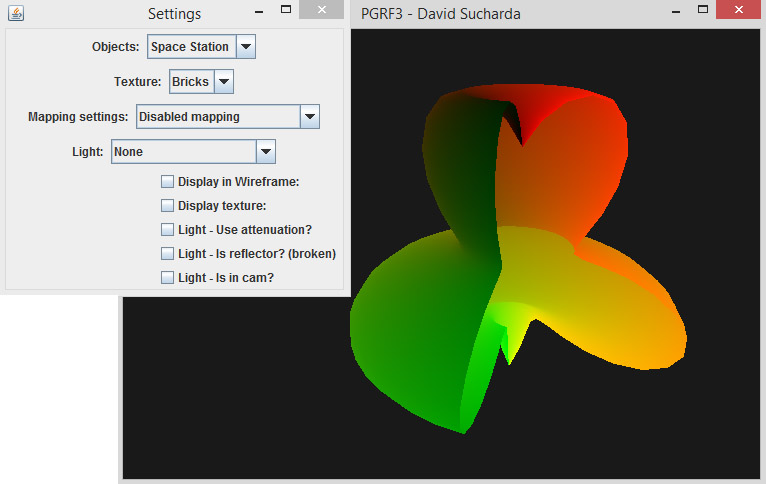 Settings
PGRF3 - David Sucharda
Objects: Space Station
Texture: Bricks
Mapping settings: Disabled mapping
Light: None
Display in Wireframe:
Display texture:
Light - Use attenuation?
Light - Is reflector? (broken)
Light - Is in cam?